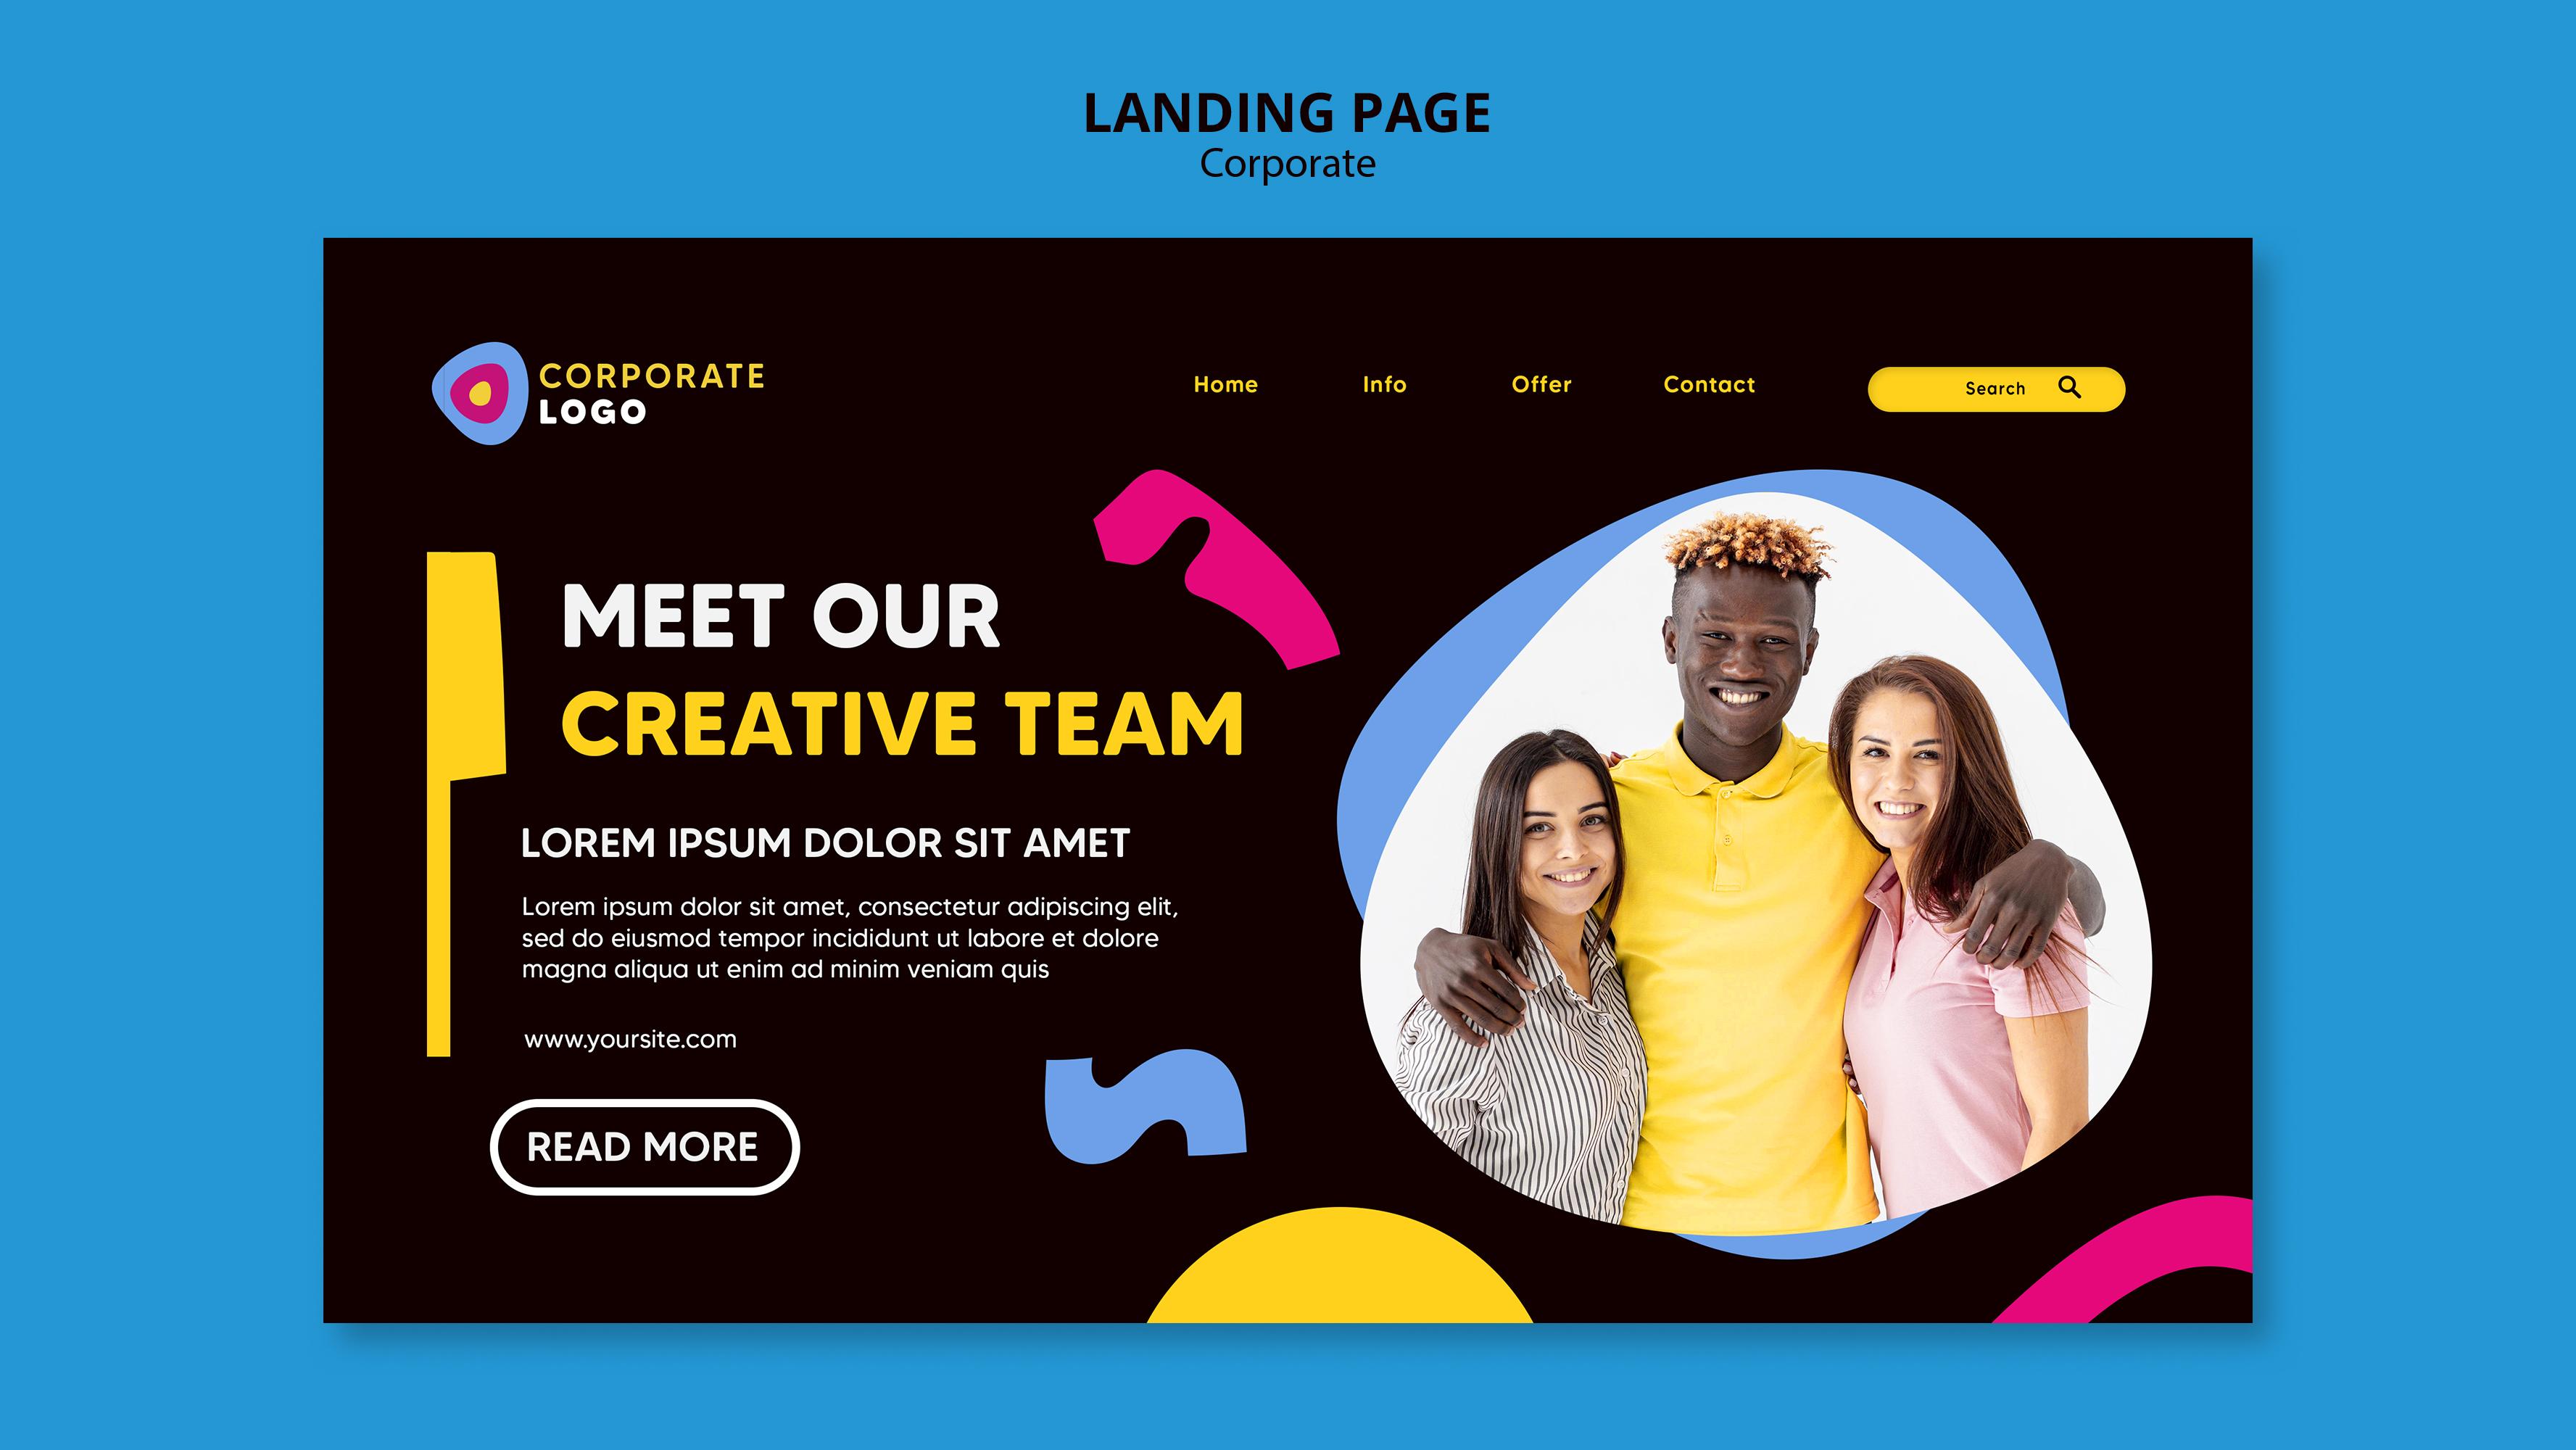 LANDING PAGE
Corporate
CORPORATE
LOGO
Home
Info
Offer
Contact
Search
MEET OUR
CREATIVE TEAM
LOREM IPSUM DOLOR SIT AMET
Lorem ipsum dolor sit amet, consectetur adipiscing elit,
sed do eiusmod tempor incididunt ut labore et dolore
magna aliqua ut enim ad minim veniam quis
www.yoursite.com
READ MORE